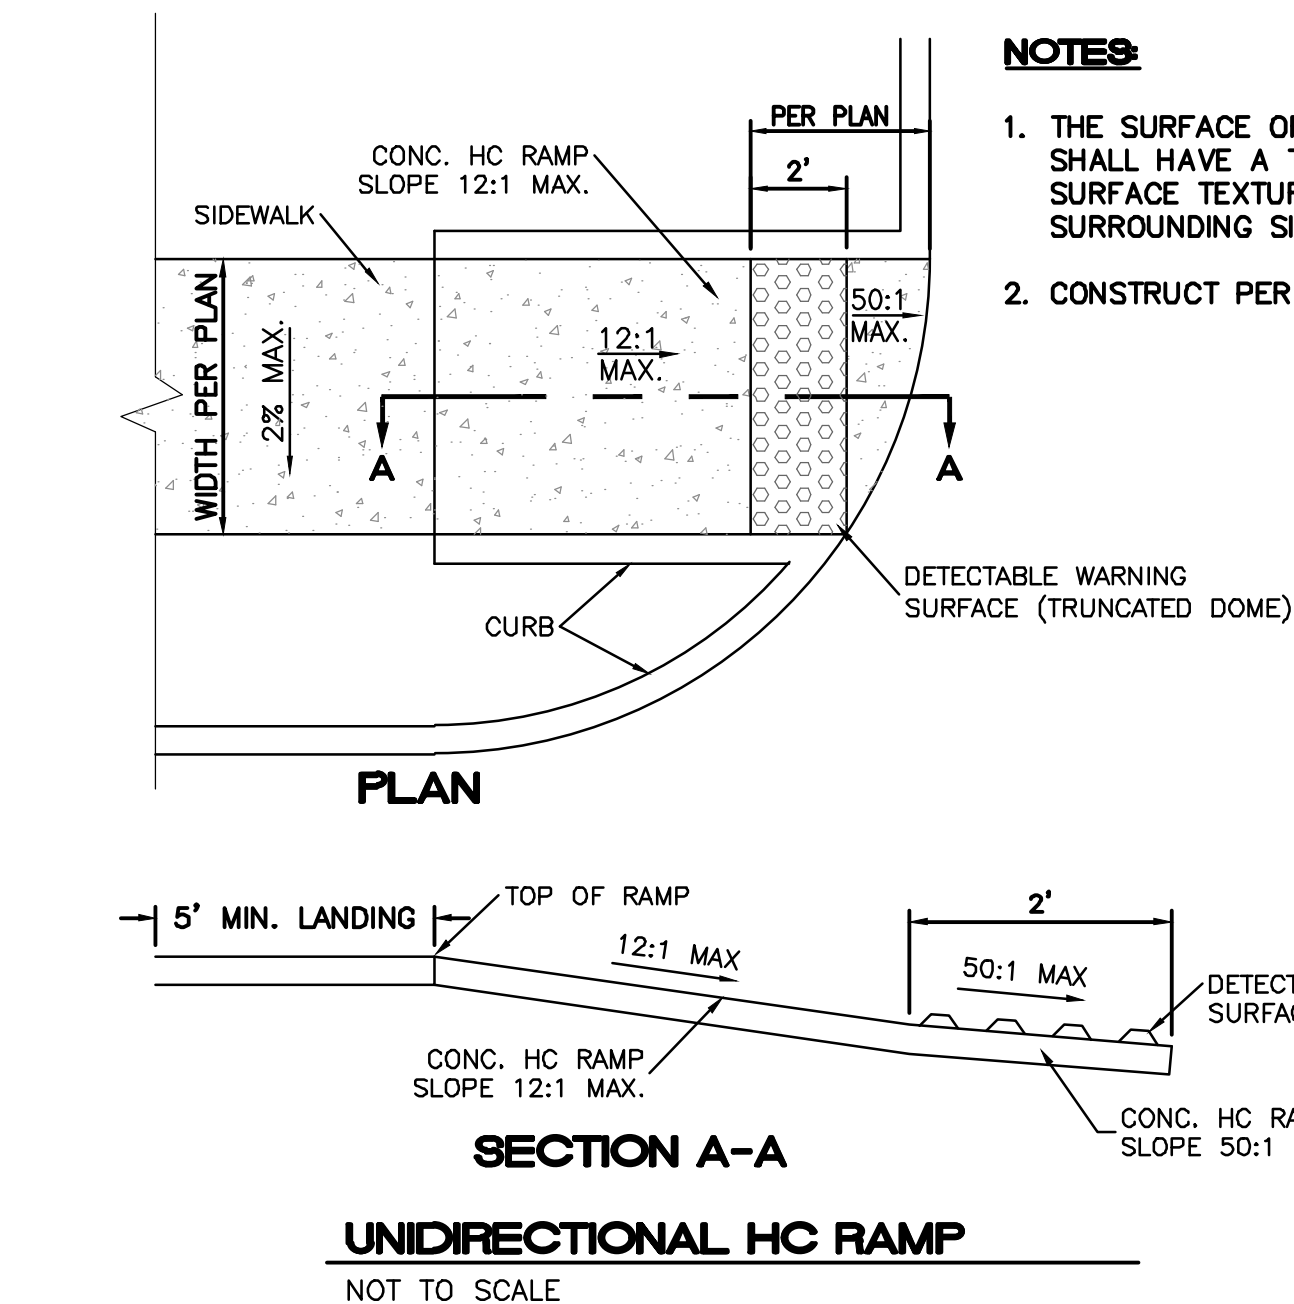 NOTES:
1. THE SURFACE
SHALL HAVE A
SURFACE
SURROUNDING
2. CONSTRUCT PER
PER PLAN
2'
CONC. HC RAMP
SLOPE 12:1 MAX.
SIDEWALK
WIDTH PER PLAN
2% MAX.
12:1
MAX.
50:1
MAX.
A
A
DETECTABLE WARNING
SURFACE (TRUNCATED DOME)
CURB
PLAN
5' MIN. LANDING
TOP OF RAMP
12:1 MAX
2'
50:1 MAX
CONC. HC RAMP
SLOPE 12:1 MAX.
CONC. HC
SLOPE 50:1
SECTION A-A
UNIDIRECTIONAL HC RAMP
NOT TO SCALE